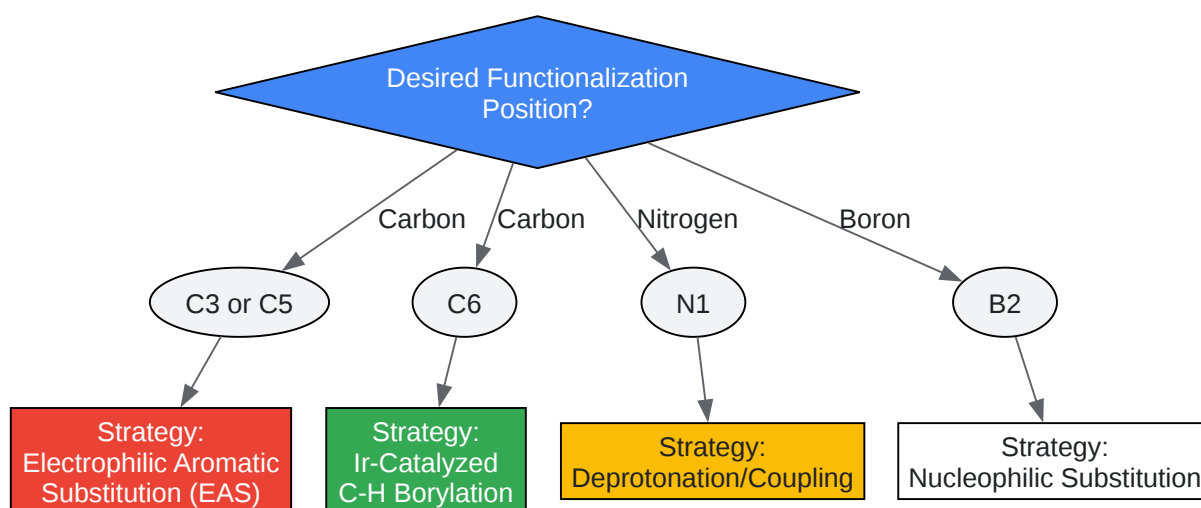 Desired Functionalization
Position?
Carbon
Carbon
Nitrogen
Boron
C3 or C5
C6
N1
B2
Strategy:
Electrophilic Aromatic
Substitution (EAS)
Strategy:
Ir-Catalyzed
C-H Borylation
Strategy:
Deprotonation/Coupling
Strategy:
Nucleophilic Substitution